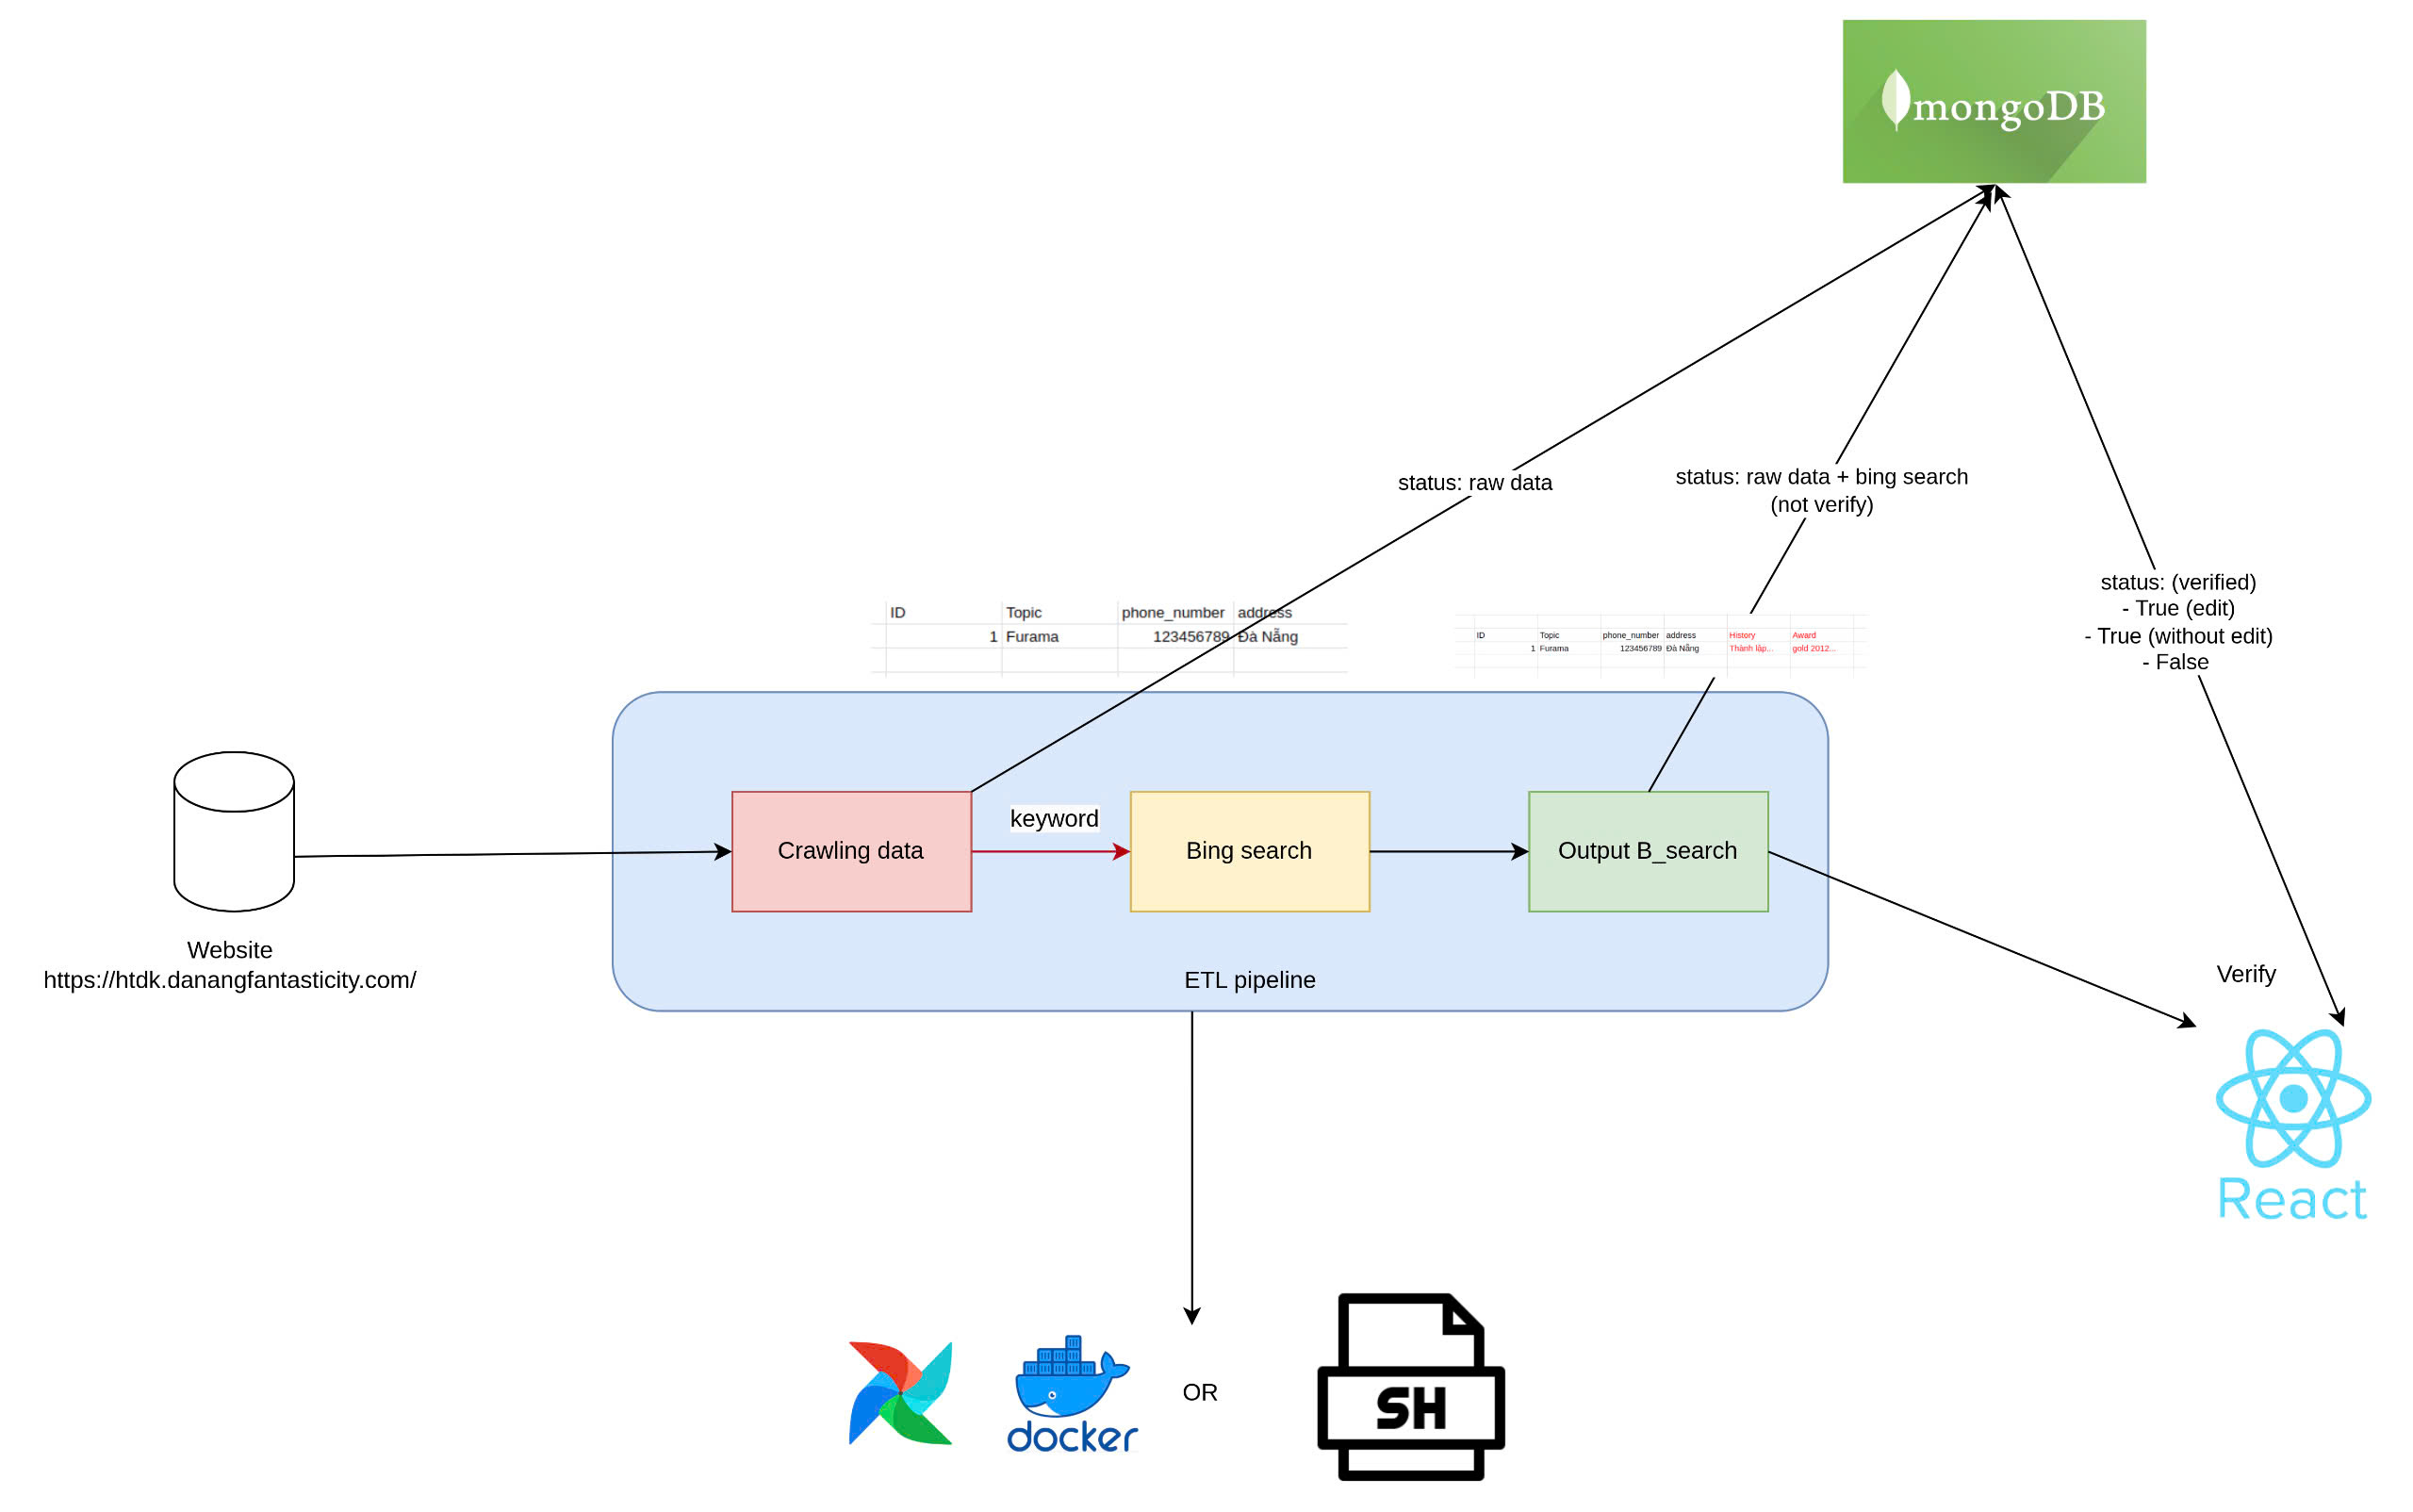 mongoDB
status: raw data
status: raw data + bing search
(not verify)
status: (verified)
- True (edit)
- True (without edit)
- False
ID Topic phone_number address
1 Furama 123456789 Đà Nẵng
ID Topic phone_number address History Award
1 Furama 123456789 Đà Nẵng Thành lập... gold 2012...
Crawling data
keyword
Bing search
Output B_search
ETL pipeline
Website
https://htdk.danangfantasticity.com/
Verify
React
docker
OR
SH